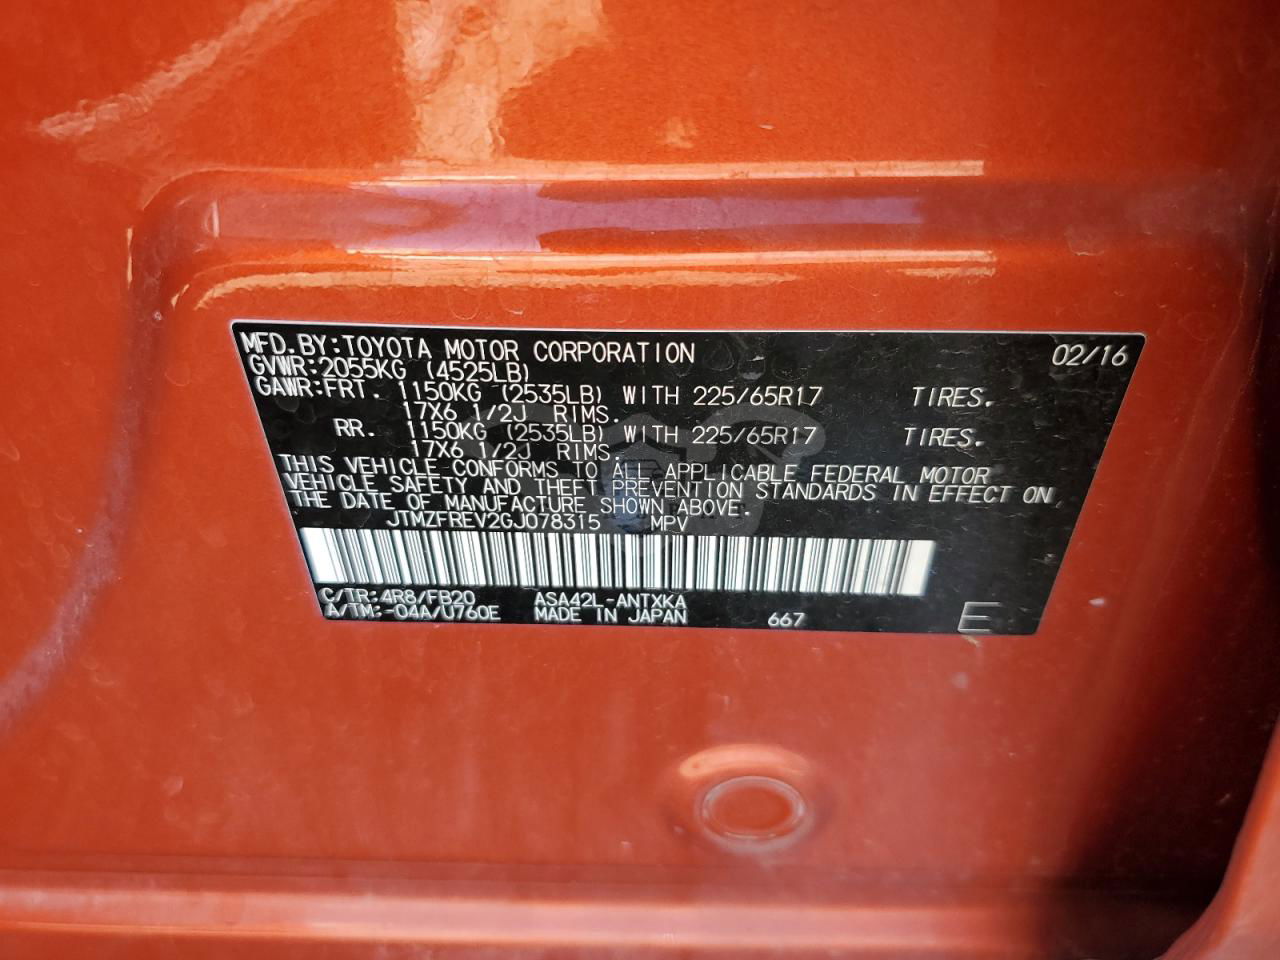 MFD.BY:TOYOTA MOTOR CORPORATION 02/16
GVWR:2055KG (4525LB)
GAWR:FRT. 1150KG (2535LB) WITH 225/65R17 TIRES.
17X6 1/2J RIMS.
RR. 1150KG (2535LB) WITH 225/65R17 TIRES.
17X6 1/2J RIMS.
THIS VEHICLE CONFORMS TO ALL APPLICABLE FEDERAL MOTOR
VEHICLE SAFETY AND THEFT PREVENTION STANDARDS IN EFFECT ON
THE DATE OF MANUFACTURE SHOWN ABOVE.
JTMZFREV2GJ078315 MPV
C/TR:4R8/FB20 ASA42L-ANTXKA
A/TM:-04A/U760E MADE IN JAPAN 667 E